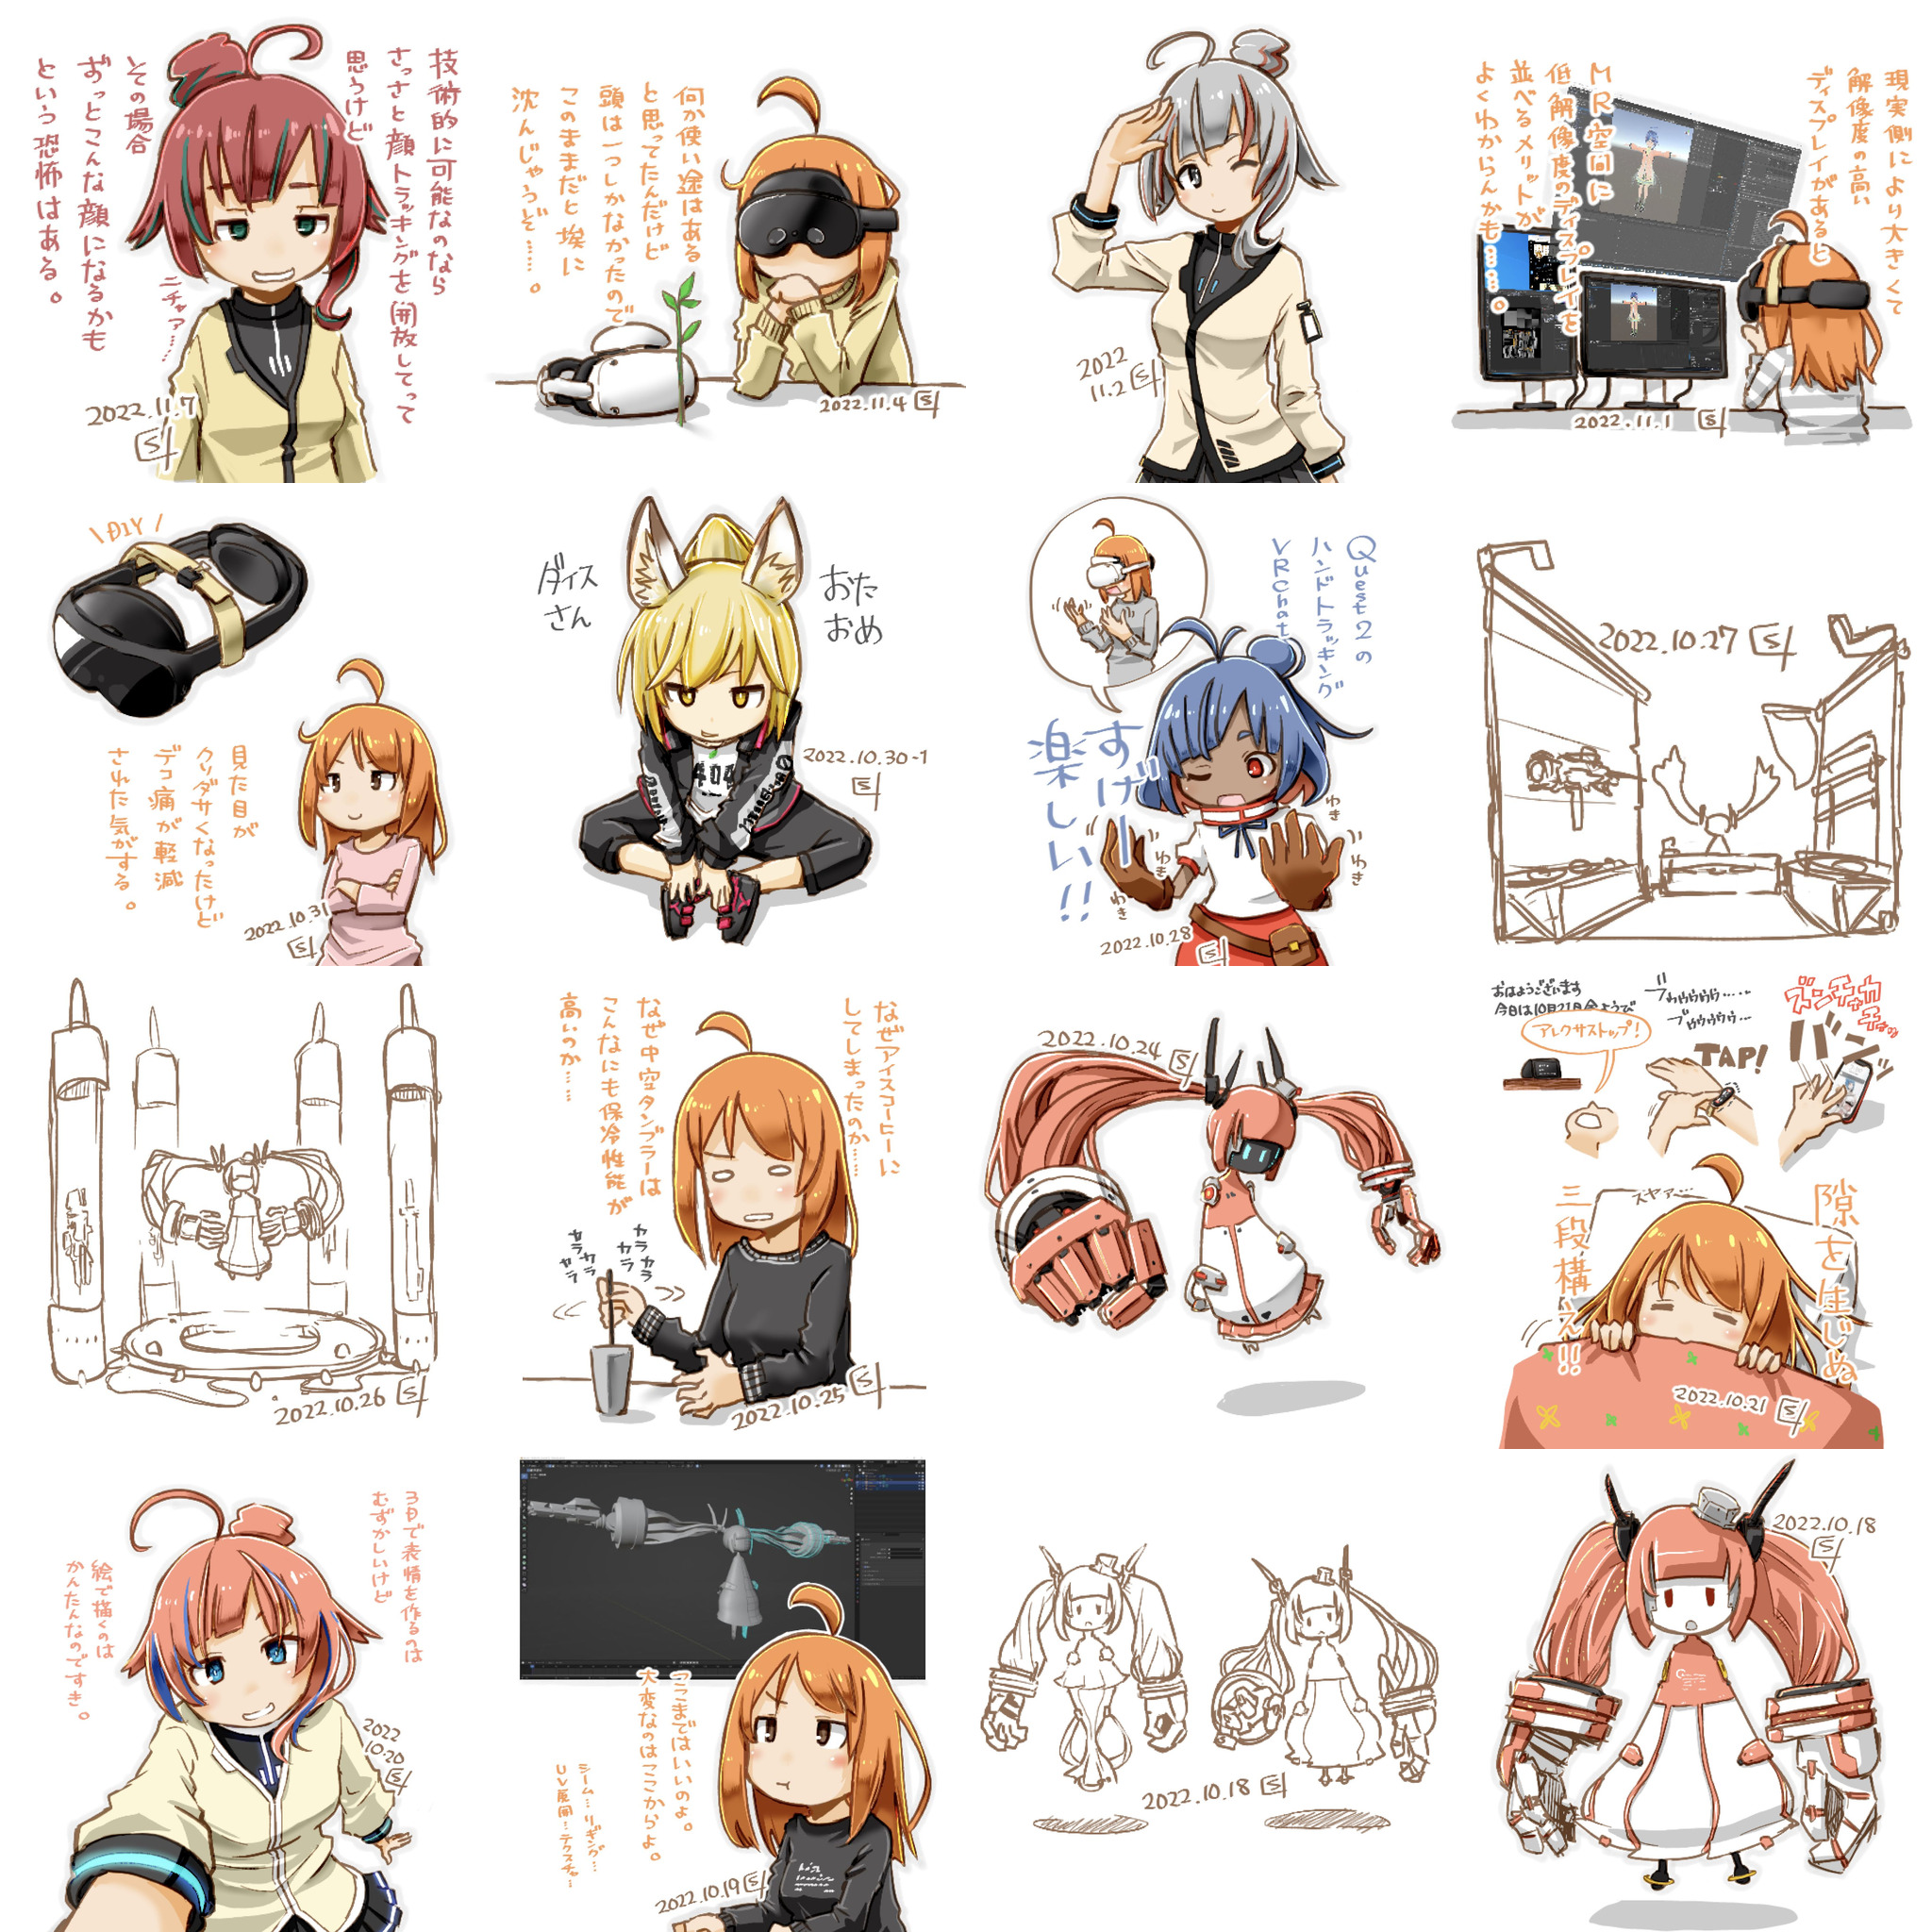 技術的に可能なのなら
さっさと顔トラッキングを開放してって
思うけど
その場合
ずっとこんな顔になるかも
という恐怖はある。
ニチャァ…
2022.11.7
何か使い途はある
と思ってたんだけど
頭は一つしかなかったので
このままだと埃に
沈んじゃうぞ……。
2022.11.4
2022
11.2
現実側により大きくて
解像度の高い
ディスプレイがあると
MR空間に
低解像度のディスプレイを
並べるメリットが
よくわからんかも……。
2022.11.1
\DIY/
見た目が
クソダサくなったけど
デコ痛が軽減
された気がする。
2022.10.31
ダイス
さん
おた
おめ
404
2022.10.30-1
Quest2の
ハンドトラッキング
VRChat
すげー
楽しい!!
わき
わき
わき
わき
2022.10.28
2022.10.27
2022.10.26
なぜアイスコーヒーに
してしまったのか……
なぜ中空タンブラーは
こんなにも保冷性能が
高いのか……
カラカラ
カラ
カラカラ
カラ
2022.10.25
2022.10.24
おはようございます
今日は10月21日金ようび
アレクサストップ!
ブゥゥゥゥゥ……
ブゥゥゥゥゥ…
TAP!
ズンチャカ
バンッ
隙を生じぬ
三段構え!!
ズヤァ…
2022.10.21
3Dで表情を作るのは
むずかしいけど
絵で描くのは
かんたんなのですき。
2022
10.20
ここまではいいのよ。
大変なのはここからよ。
シーム…リギング…
UV展開!テクスチャ…
2022.10.19
2022.10.18
2022.10.18